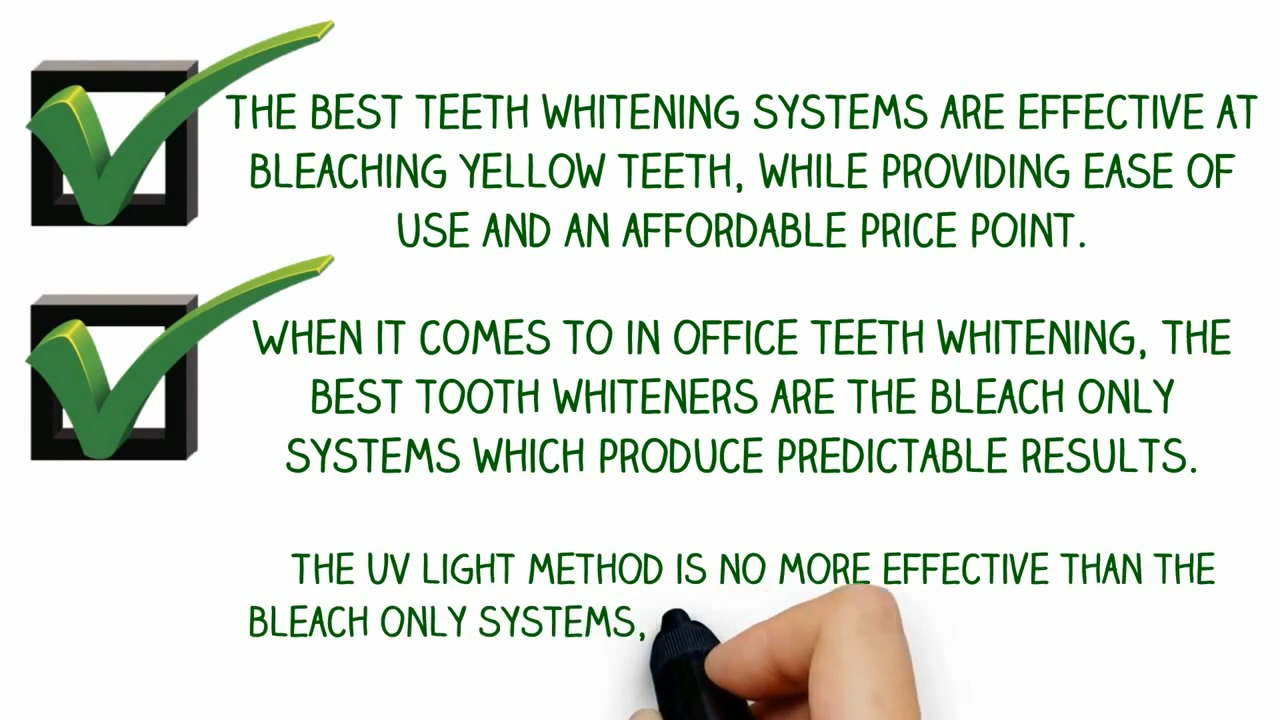 THE BEST TEETH WHITENING SYSTEMS ARE EFFECTIVE AT
BLEACHING YELLOW TEETH, WHILE PROVIDING EASE OF
USE AND AN AFFORDABLE PRICE POINT.
WHEN IT COMES TO IN OFFICE TEETH WHITENING, THE
BEST TOOTH WHITENERS ARE THE BLEACH ONLY
SYSTEMS WHICH PRODUCE PREDICTABLE RESULTS.
THE UV LIGHT METHOD IS NO MORE EFFECTIVE THAN THE
BLEACH ONLY SYSTEMS,